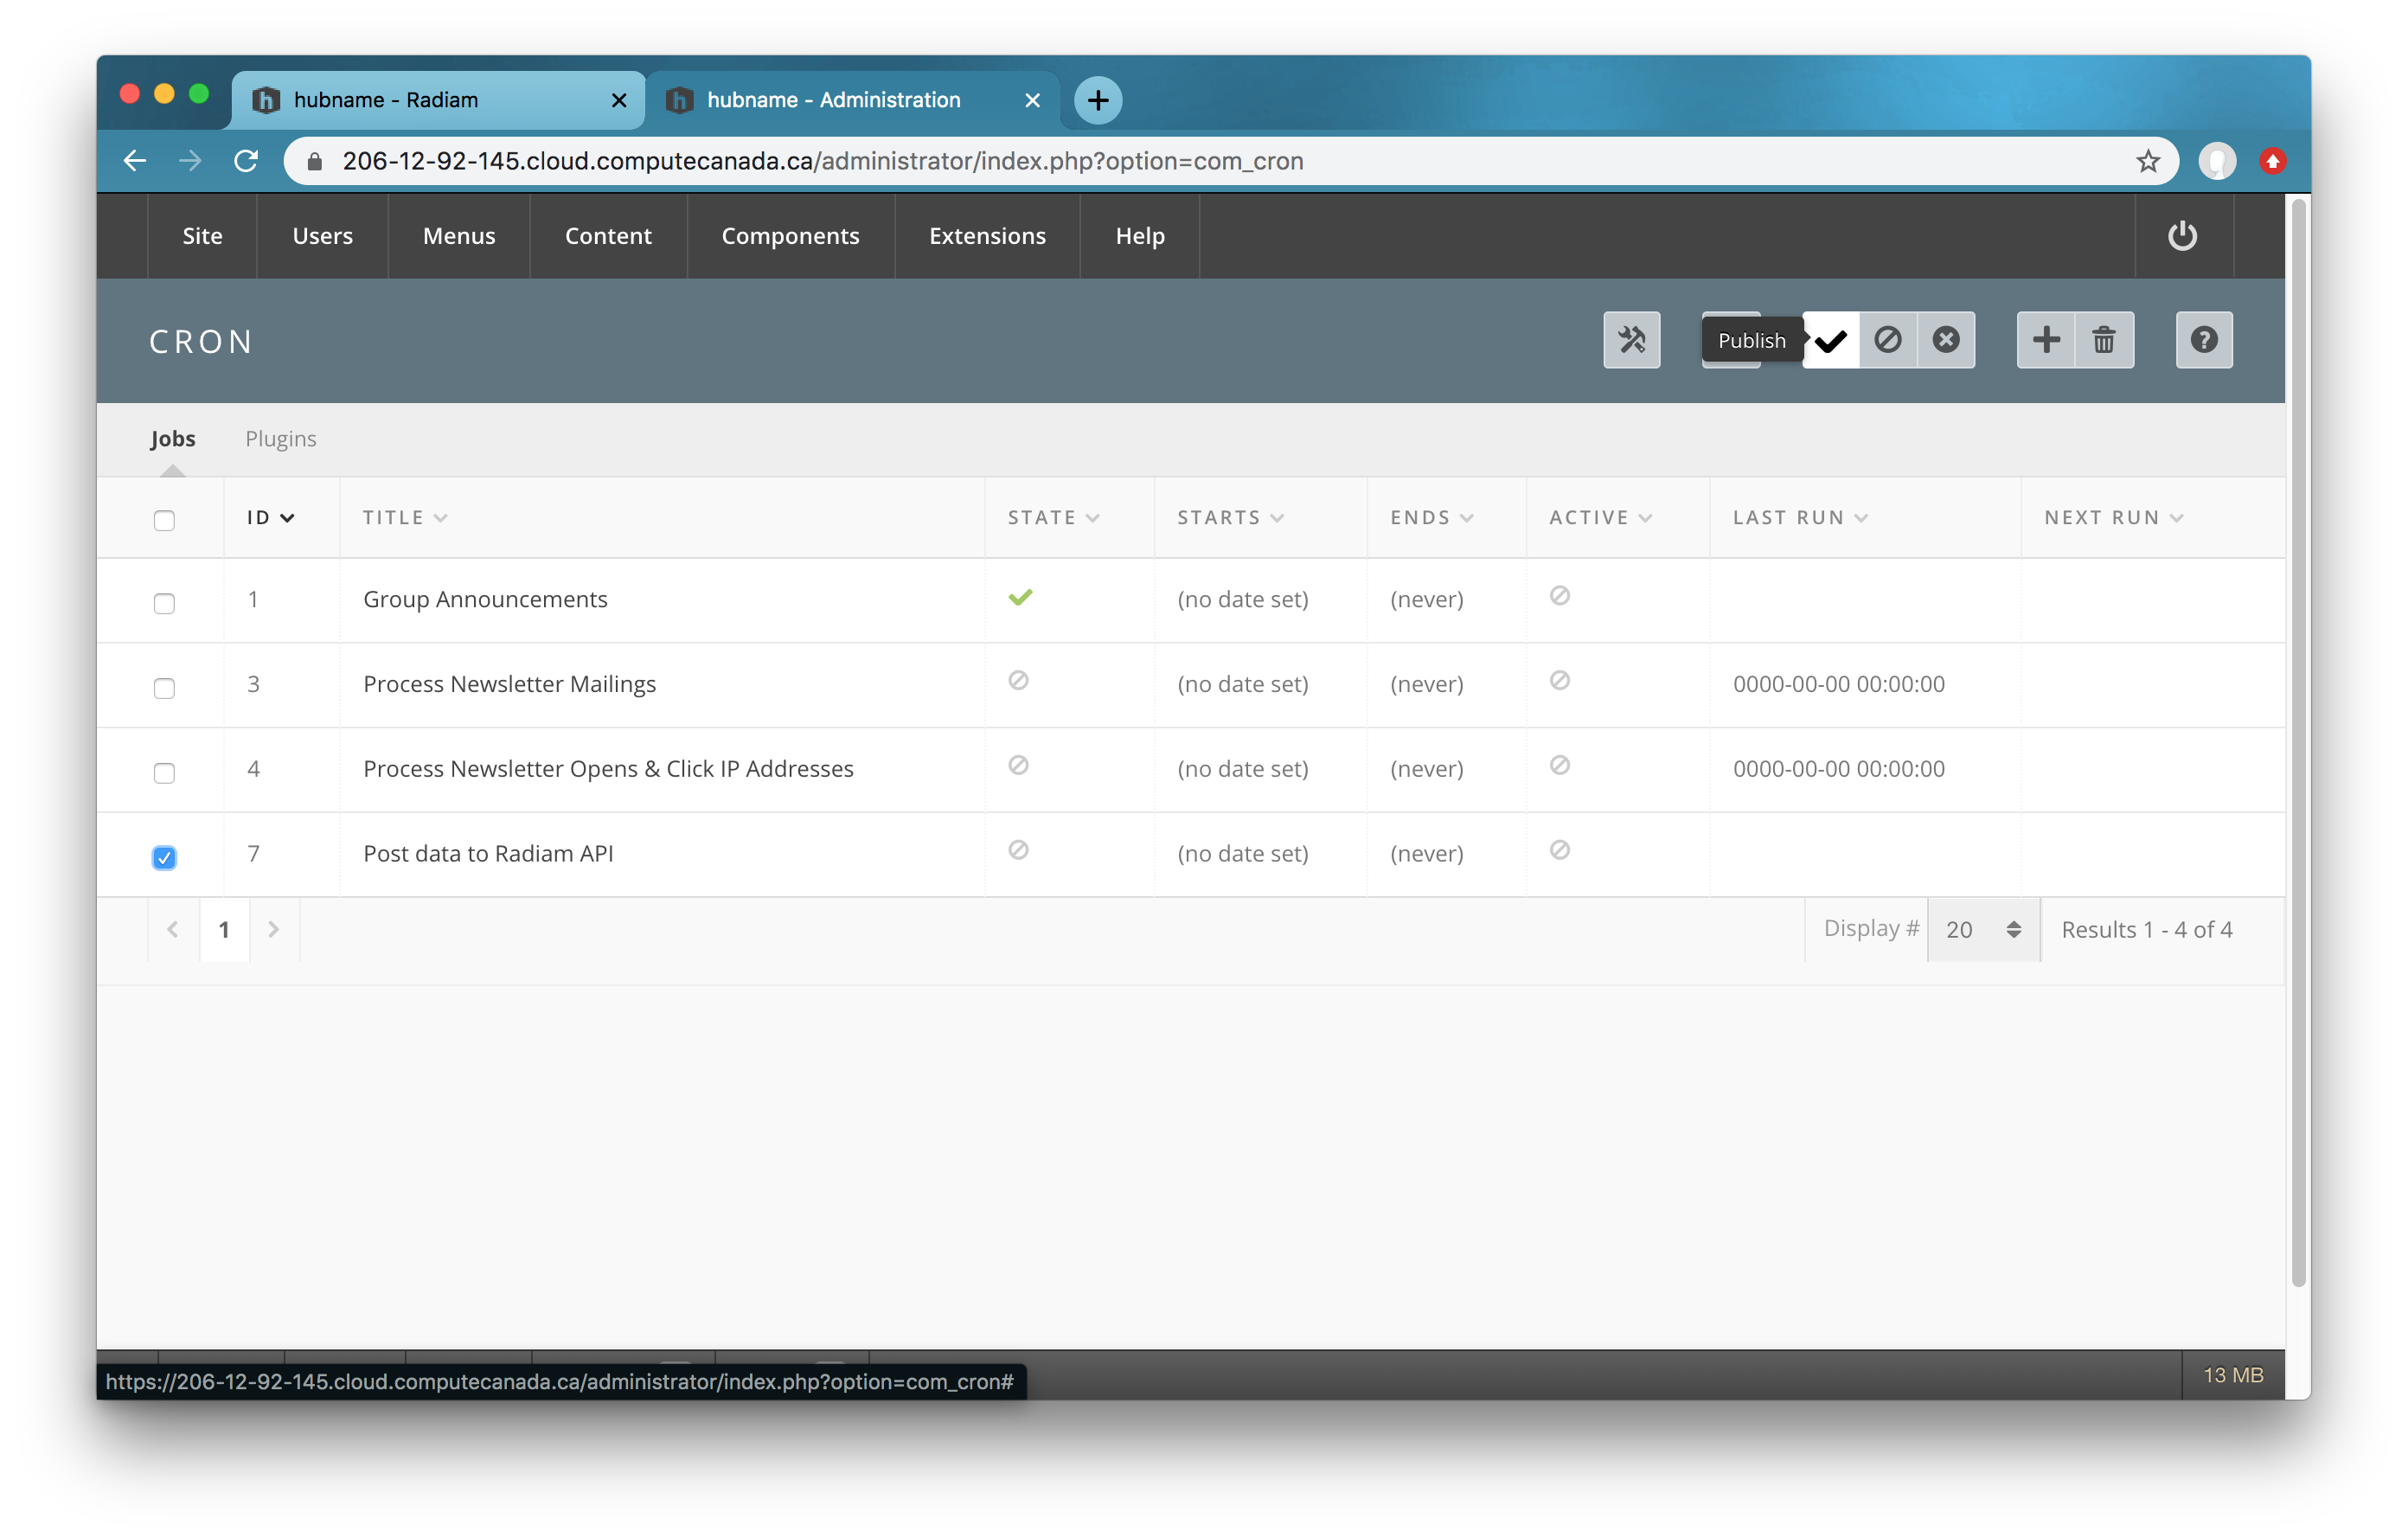 hubname - Radiam
hubname - Administration
206-12-92-145.cloud.computecanada.ca/administrator/index.php?option=com_cron
Site Users Menus Content Components Extensions Help
CRON
Publish
Jobs Plugins
ID TITLE STATE STARTS ENDS ACTIVE LAST RUN NEXT RUN
1 Group Announcements (no date set) (never)
3 Process Newsletter Mailings (no date set) (never) 0000-00-00 00:00:00
4 Process Newsletter Opens & Click IP Addresses (no date set) (never) 0000-00-00 00:00:00
7 Post data to Radiam API (no date set) (never)
1 Display # 20 Results 1 - 4 of 4
https://206-12-92-145.cloud.computecanada.ca/administrator/index.php?option=com_cron#
13 MB